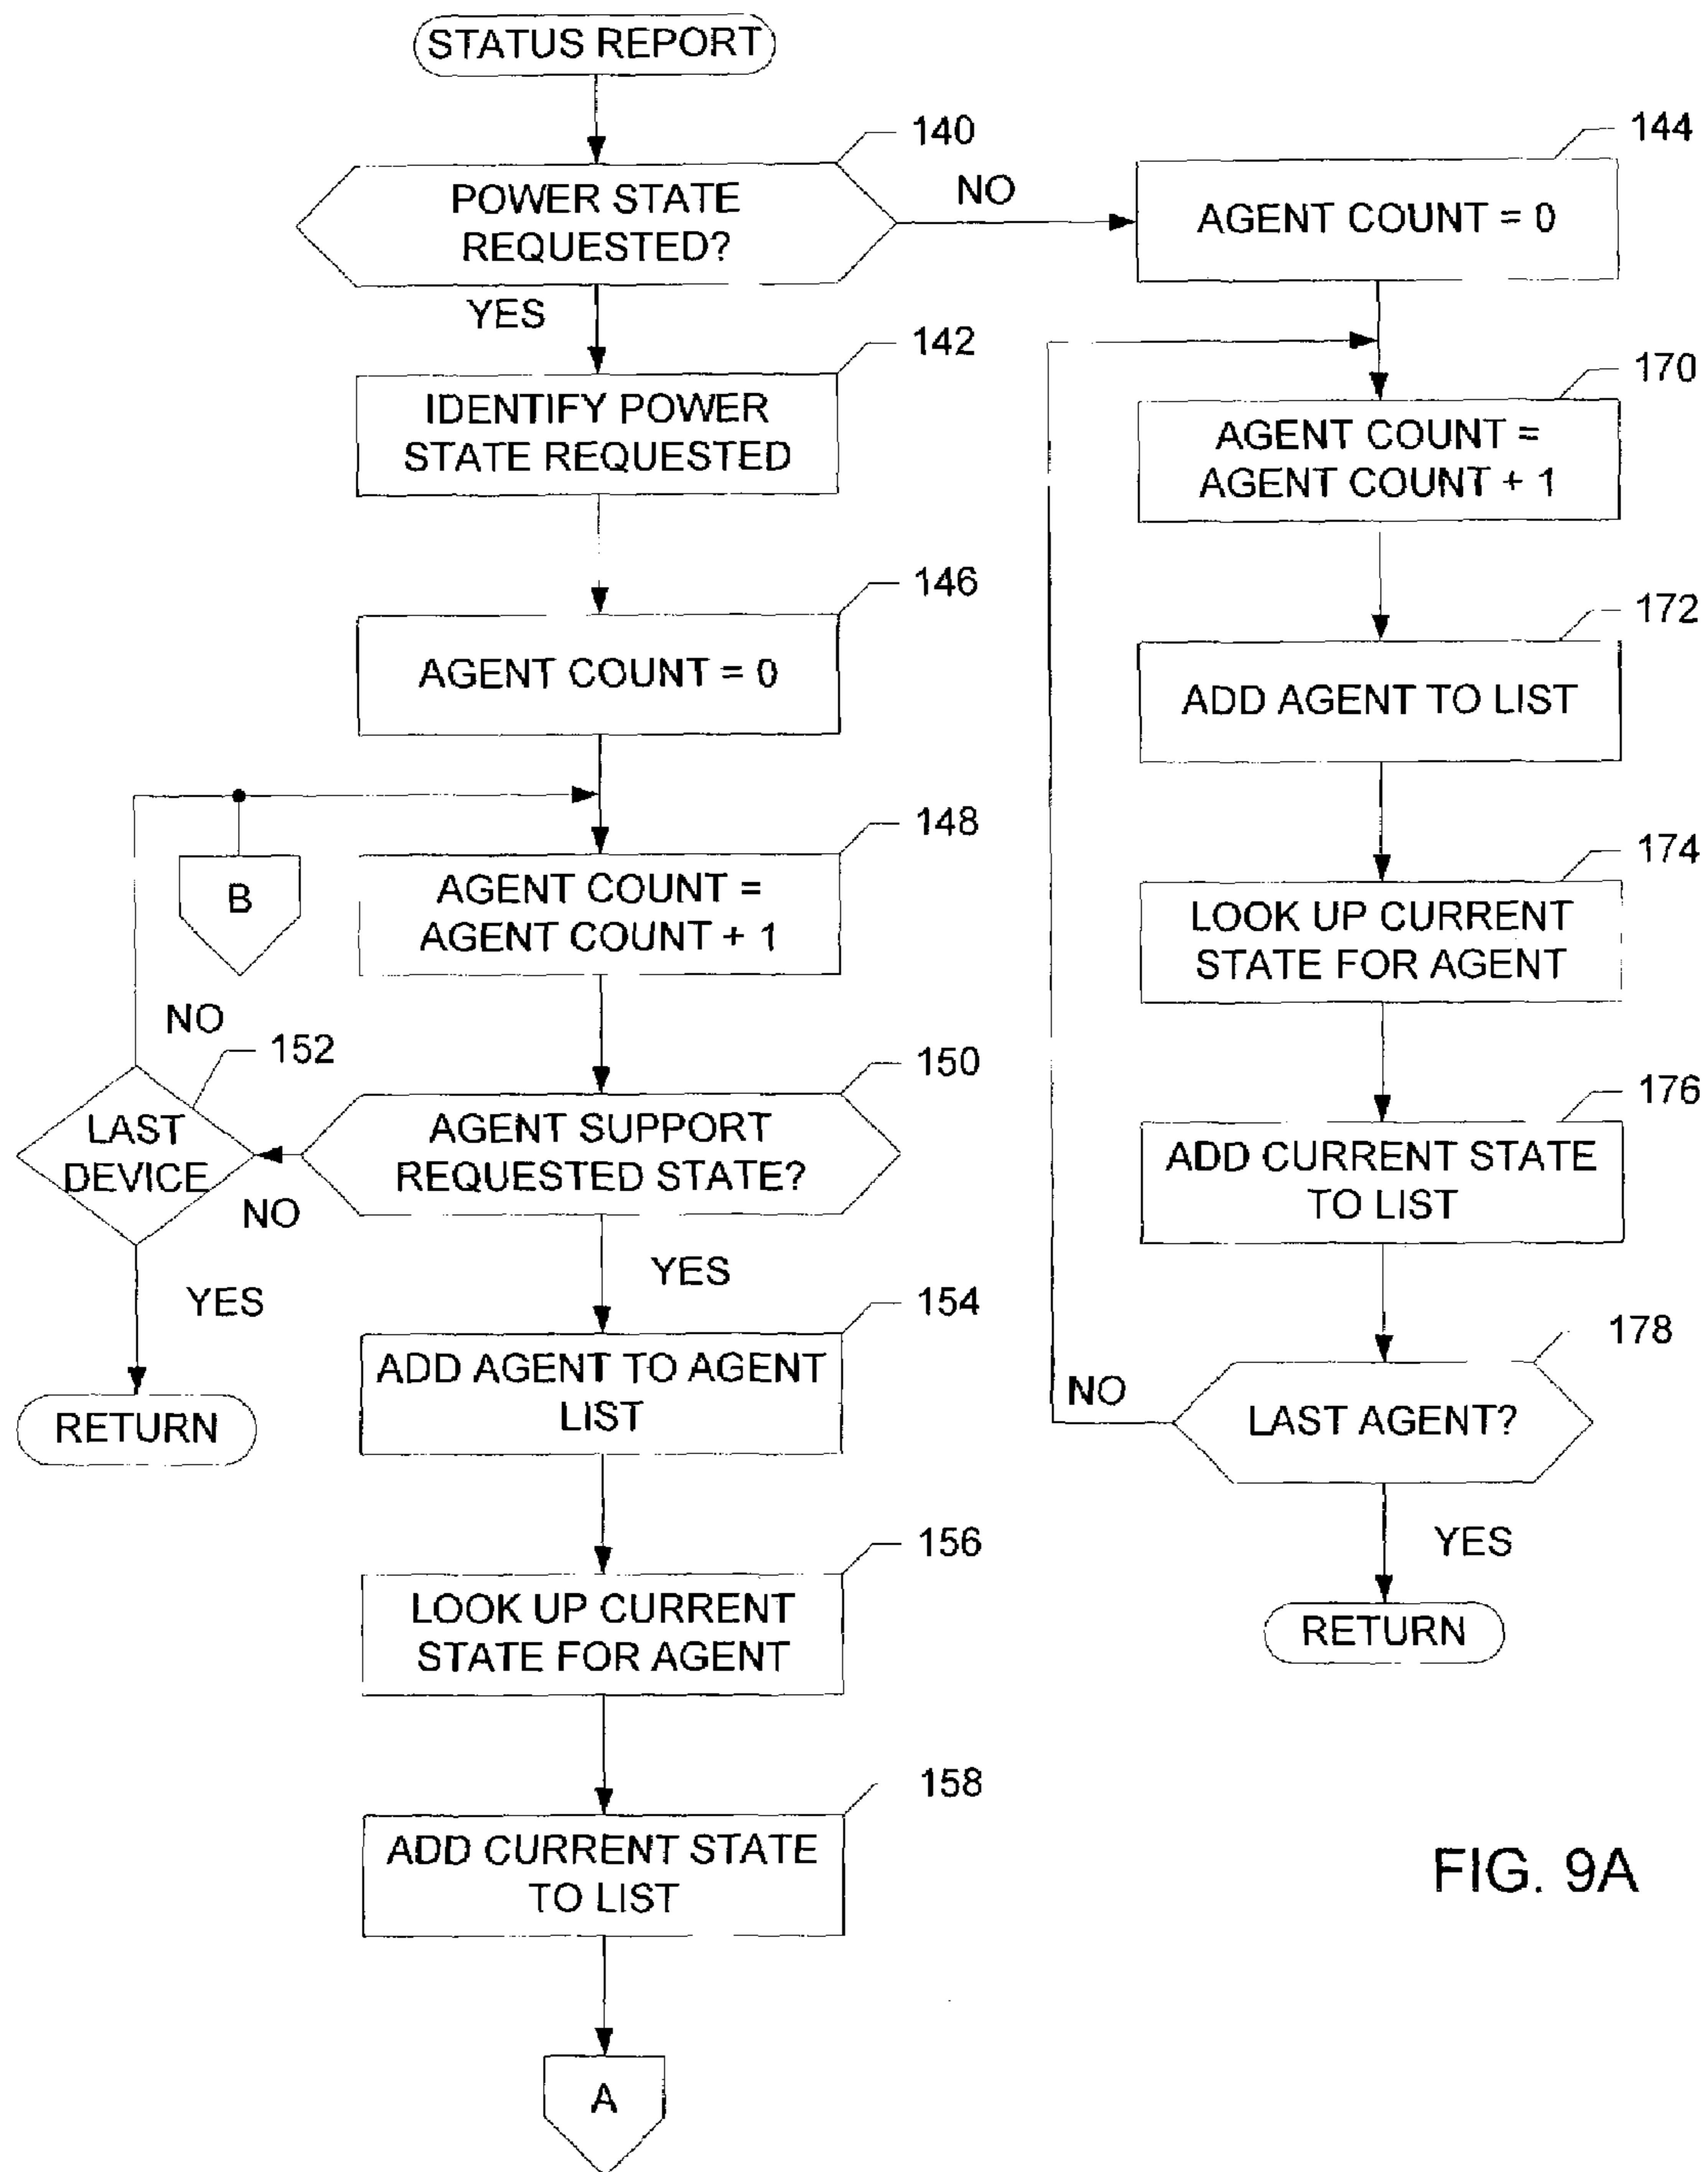 STATUS REPORT
140
POWER STATE
REQUESTED?
NO
YES
144
AGENT COUNT = 0
142
IDENTIFY POWER
STATE REQUESTED
170
AGENT COUNT =
AGENT COUNT + 1
146
AGENT COUNT = 0
172
ADD AGENT TO LIST
B
148
AGENT COUNT =
AGENT COUNT + 1
174
LOOK UP CURRENT
STATE FOR AGENT
NO
152
LAST
DEVICE
NO
YES
RETURN
150
AGENT SUPPORT
REQUESTED STATE?
YES
176
ADD CURRENT STATE
TO LIST
154
ADD AGENT TO AGENT
LIST
178
LAST AGENT?
NO
YES
RETURN
156
LOOK UP CURRENT
STATE FOR AGENT
158
ADD CURRENT STATE
TO LIST
A
FIG. 9A